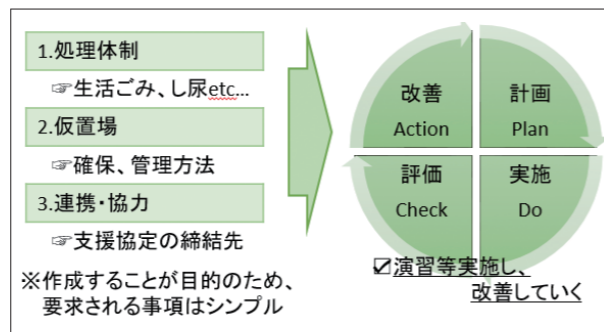 1.処理体制
☞生活ごみ、し尿etc…
2.仮置場
☞確保、管理方法
3.連携・協力
☞支援協定の締結先
※作成することが目的のため、
要求される事項はシンプル
改善
Action
計画
Plan
評価
Check
実施
Do
☑演習等実施し、
改善していく